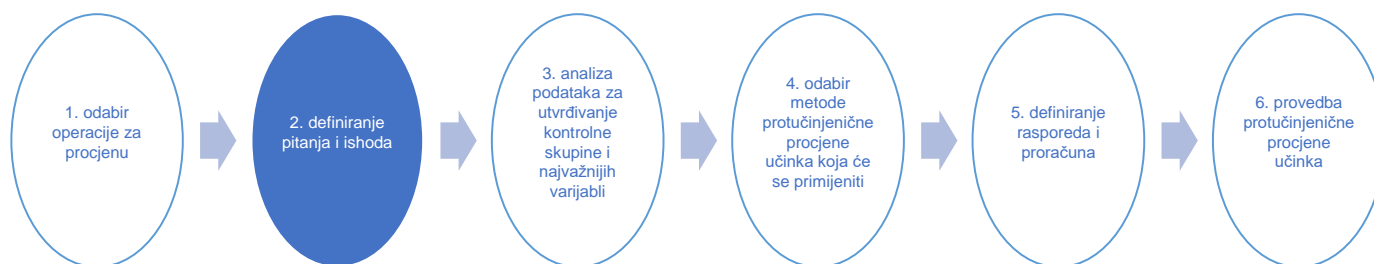 1. odabir
operacije za
procjenu
2. definiranje
pitanja i ishoda
3. analiza
podataka za
utvrđivanje
kontrolne
skupine i
najvažnijih
varijabli
4. odabir
metode
protučinjenične
procjene
učinka koja će
se primijeniti
5. definiranje
rasporeda i
proračuna
6. provedba
protučinjenične
procjene
učinka